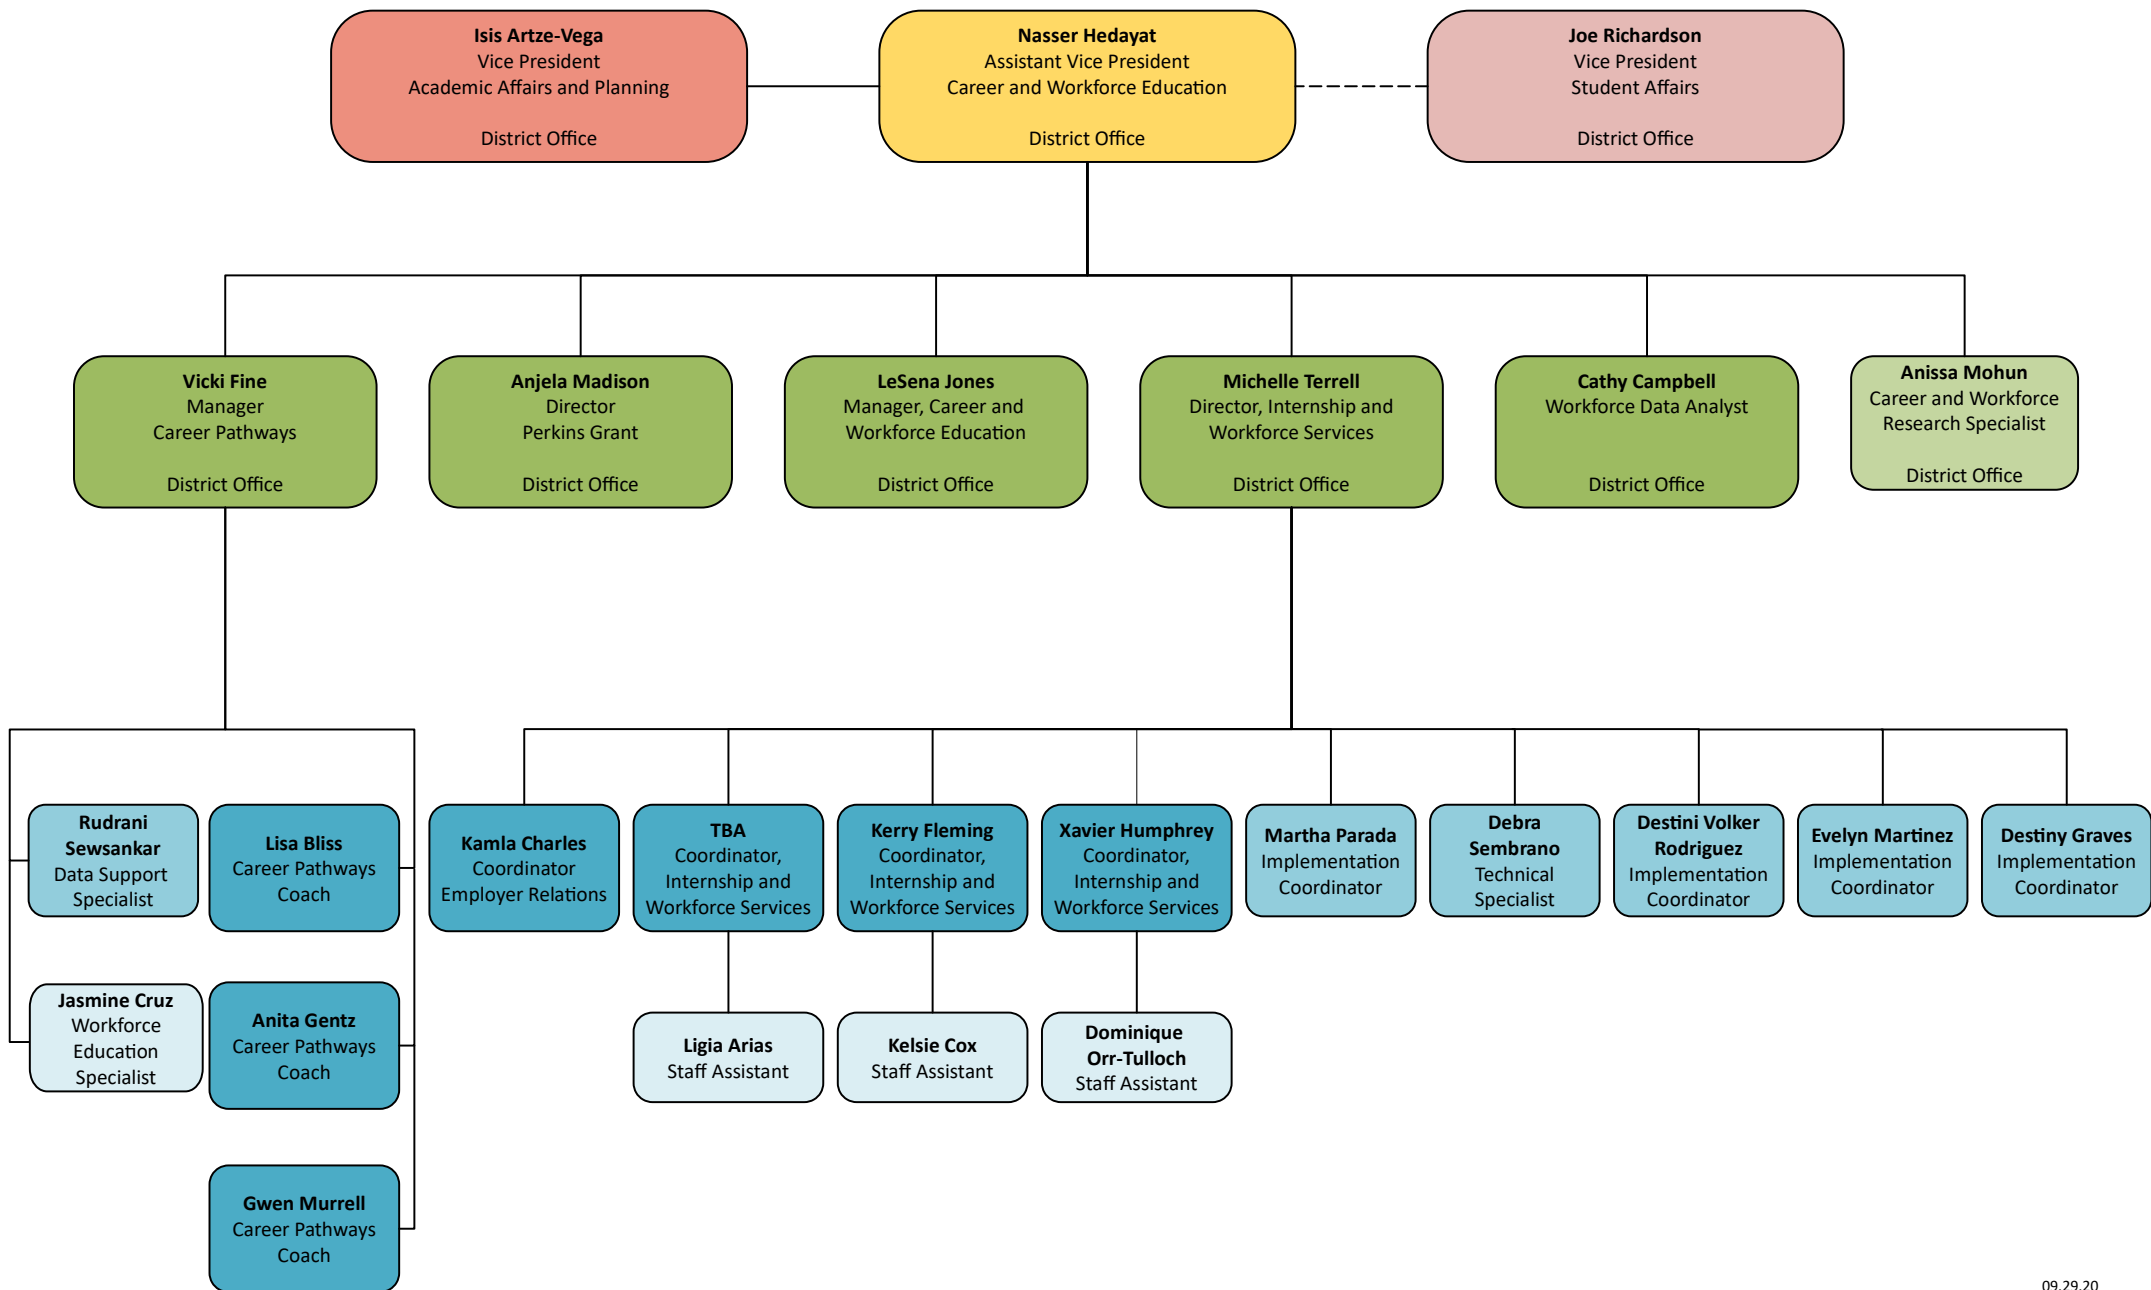 Isis Artze-Vega
Vice President
Academic Affairs and Planning
District Office
Nasser Hedayat
Assistant Vice President
Career and Workforce Education
District Office
Joe Richardson
Vice President
Student Affairs
District Office
Vicki Fine
Manager
Career Pathways
District Office
Anjela Madison
Director
Perkins Grant
District Office
LeSena Jones
Manager, Career and
Workforce Education
District Office
Michelle Terrell
Director, Internship and
Workforce Services
District Office
Cathy Campbell
Workforce Data Analyst
District Office
Anissa Mohun
Career and Workforce
Research Specialist
District Office
Rudrani
Sewsankar
Data Support
Specialist
Lisa Bliss
Career Pathways
Coach
Kamla Charles
Coordinator
Employer Relations
TBA
Coordinator,
Internship and
Workforce Services
Kerry Fleming
Coordinator,
Internship and
Workforce Services
Xavier Humphrey
Coordinator,
Internship and
Workforce Services
Martha Parada
Implementation
Coordinator
Debra
Sembrano
Technical
Specialist
Destini Volker
Rodriguez
Implementation
Coordinator
Evelyn Martinez
Implementation
Coordinator
Destiny Graves
Implementation
Coordinator
Jasmine Cruz
Workforce
Education
Specialist
Anita Gentz
Career Pathways
Coach
Ligia Arias
Staff Assistant
Kelsie Cox
Staff Assistant
Dominique
Orr-Tulloch
Staff Assistant
Gwen Murrell
Career Pathways
Coach
09.29.20